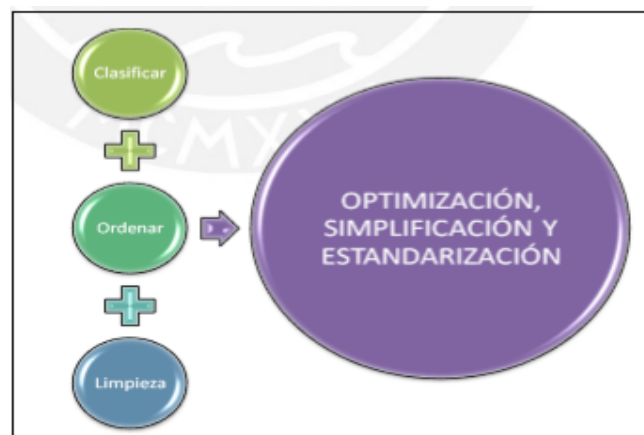 Clasificar
Ordenar
Limpieza
OPTIMIZACIÓN,
SIMPLIFICACIÓN Y
ESTANDARIZACIÓN